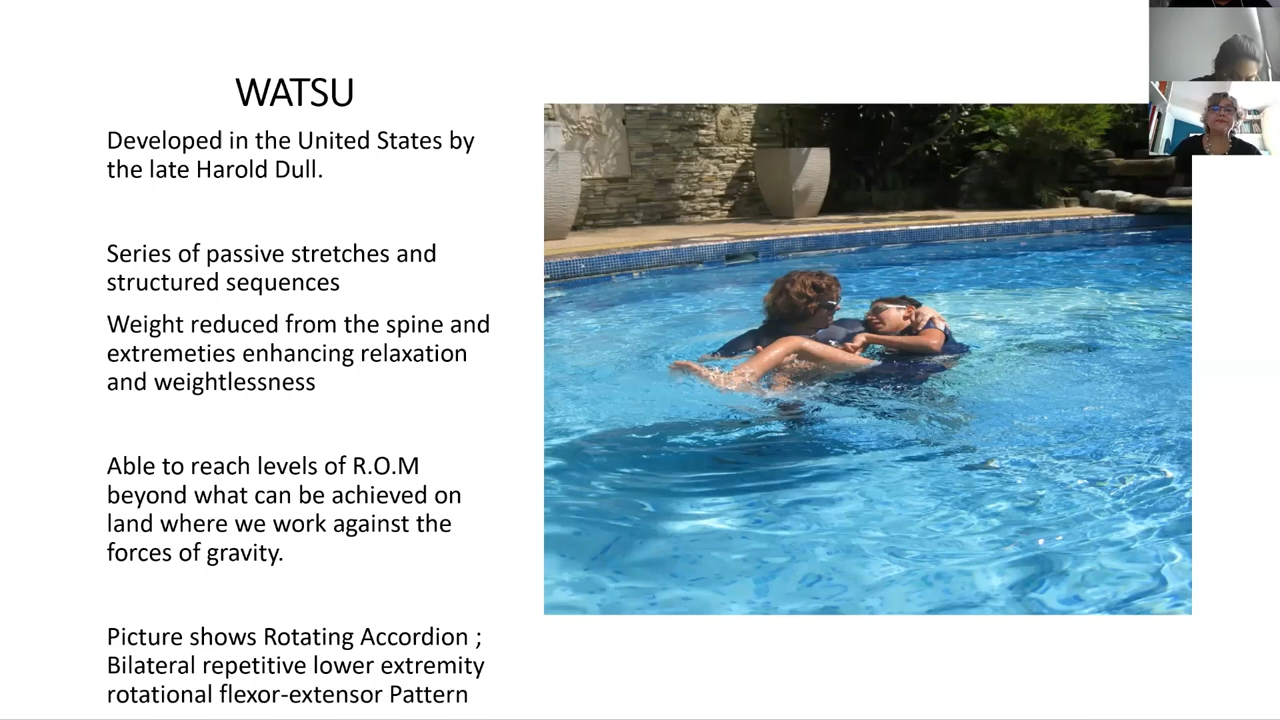 WATSU
Developed in the United States by
the late Harold Dull.
Series of passive stretches and
structured sequences
Weight reduced from the spine and
extremeties enhancing relaxation
and weightlessness
Able to reach levels of R.O.M
beyond what can be achieved on
land where we work against the
forces of gravity.
Picture shows Rotating Accordion ;
Bilateral repetitive lower extremity
rotational flexor-extensor Pattern